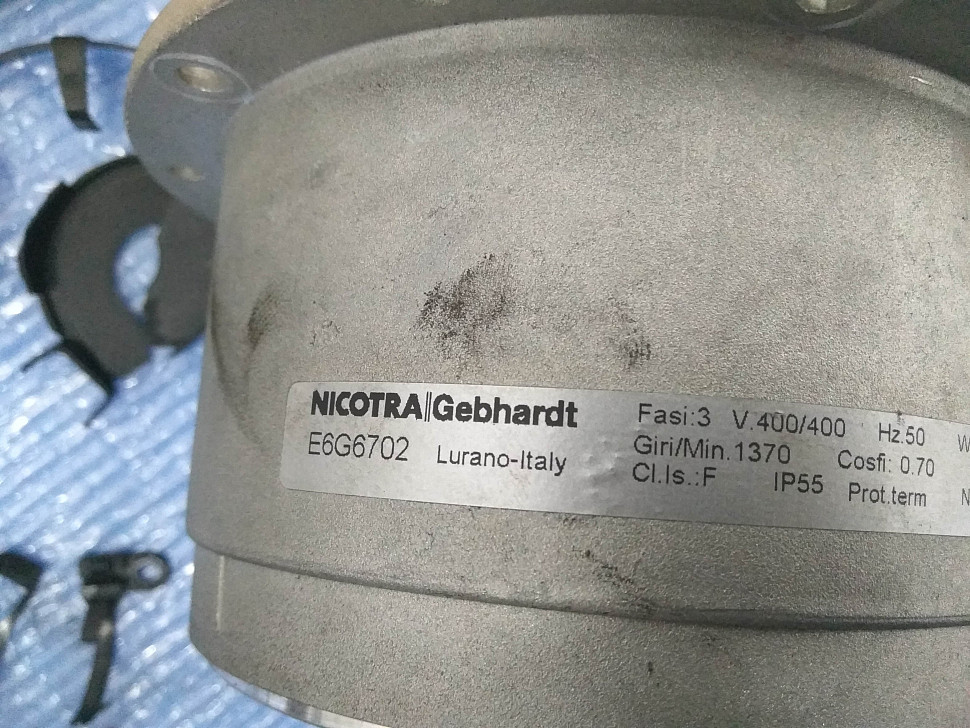 NICOTRA||Gebhardt
E6G6702 Lurano-Italy
Fasi:3 V.400/400 Hz.50 W
Giri/Min.1370 Cosfi: 0.70
Cl.Is.:F IP55 Prot.term N